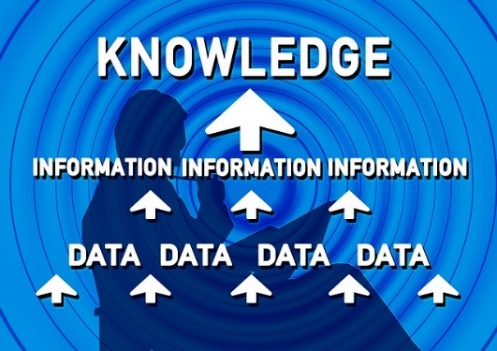 KNOWLEDGE
INFORMATION INFORMATION INFORMATION
DATA DATA DATA DATA